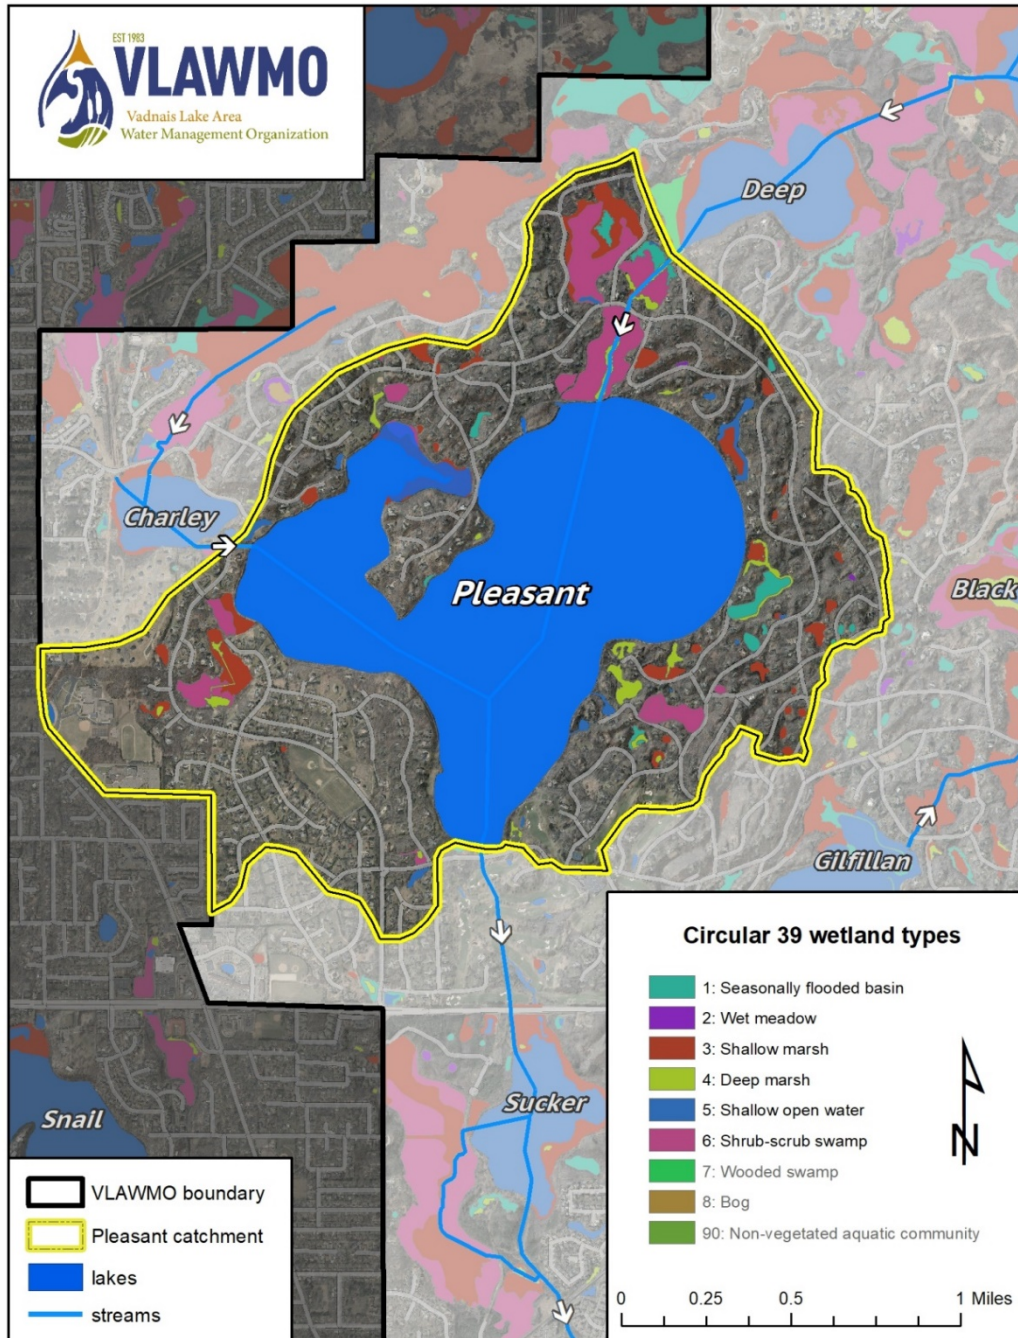 EST 1983
VLAWMO
Vadnais Lake Area
Water Management Organization
Deep
Charley
Pleasant
Black
Gilfillan
Sucker
Snail
Circular 39 wetland types
1: Seasonally flooded basin
2: Wet meadow
3: Shallow marsh
4: Deep marsh
5: Shallow open water
6: Shrub-scrub swamp
7: Wooded swamp
8: Bog
90: Non-vegetated aquatic community
N
0 0.25 0.5 1 Miles
VLAWMO boundary
Pleasant catchment
lakes
streams